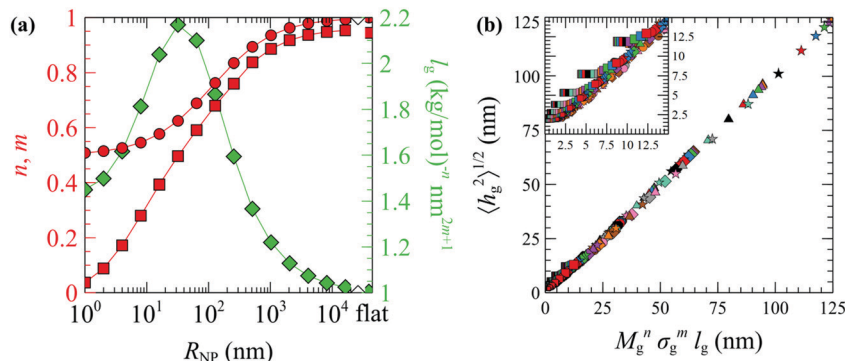 (a)
1
0.8
0.6
0.4
0.2
0
n, m
2.2
2
1.8
1.6
1.4
1.2
1
l_g (kg/mol)^-n nm^2m+1
10^0 10^1 10^2 10^3 10^4 flat
R_NP (nm)
(b)
125
100
75
50
25
0
⟨h_g^2⟩^1/2 (nm)
12.5
10
7.5
5
2.5
2.5 5 7.5 10 12.5
0 25 50 75 100 125
M_g^n σ_g^m l_g (nm)